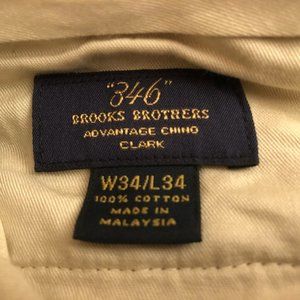 "346"
BROOKS BROTHERS
ADVANTAGE CHINO
CLARK
W34/L34
100% COTTON
MADE IN
MALAYSIA